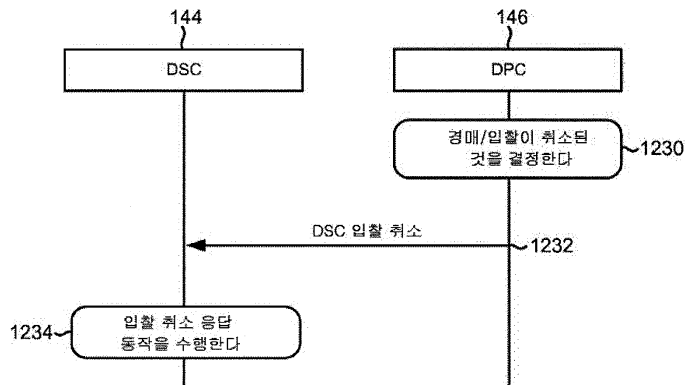 144
146
DSC
DPC
경매/입찰이 취소된
것을 결정한다
1230
DSC 입찰 취소
1232
1234
입찰 취소 응답
동작을 수행한다